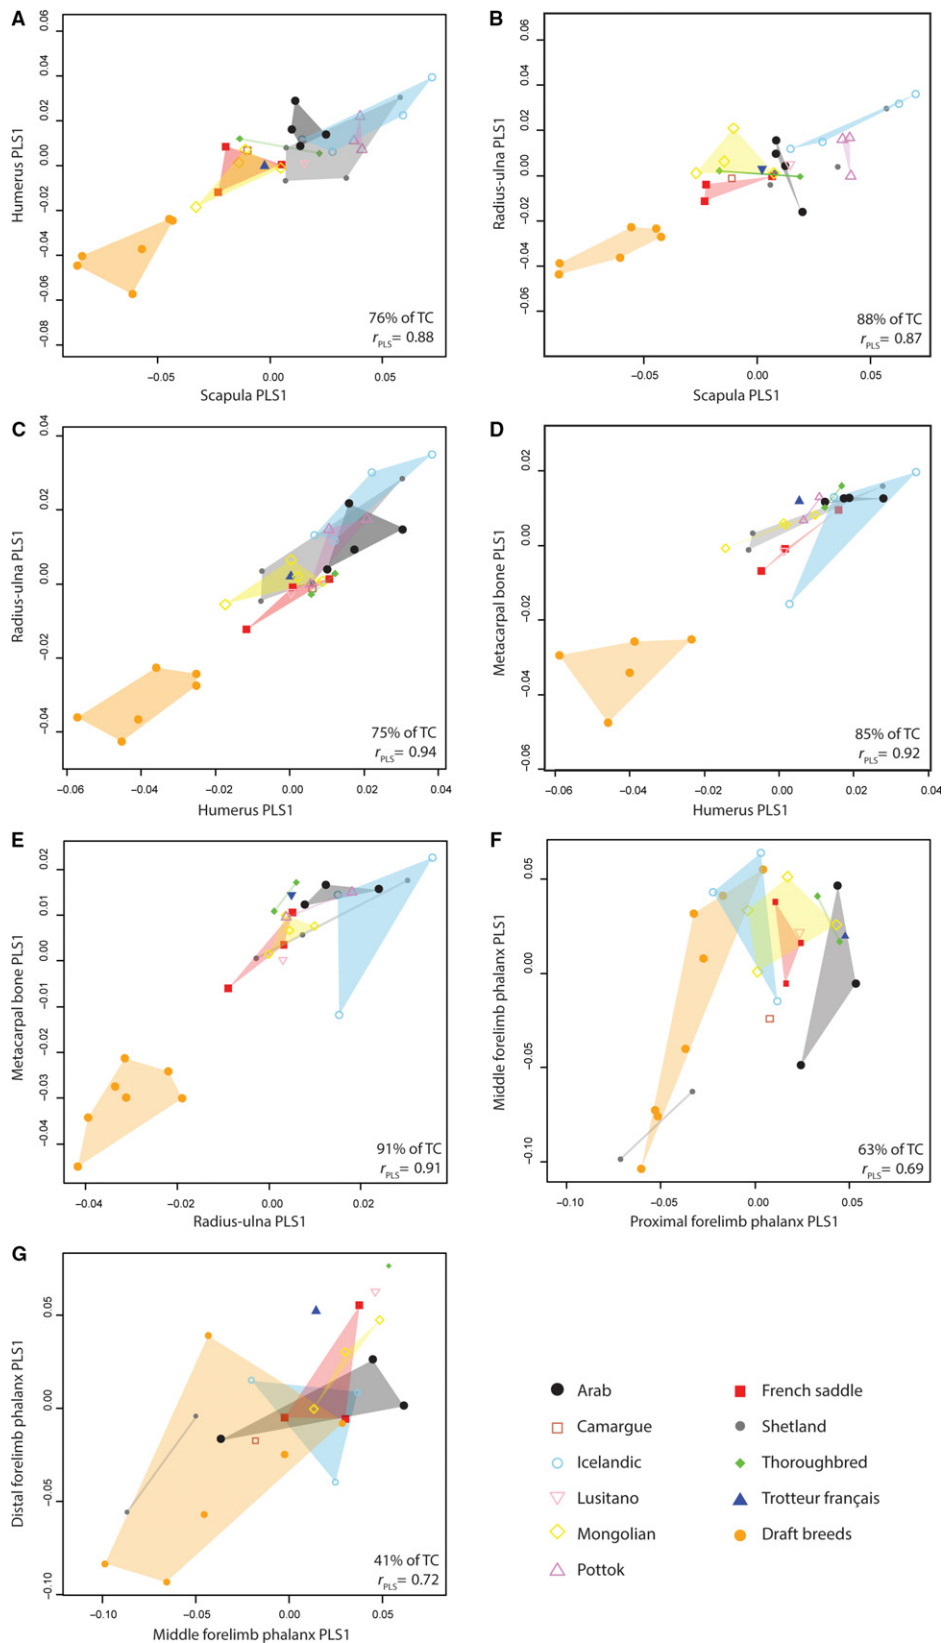 A
Humerus PLS1
0.06
0.04
0.02
0.00
−0.02
−0.04
−0.06
−0.08
76% of TC
rPLS= 0.88
−0.05
0.00
0.05
Scapula PLS1
B
Radius-ulna PLS1
0.06
0.04
0.02
0.00
−0.02
−0.04
−0.06
88% of TC
rPLS= 0.87
−0.05
0.00
0.05
Scapula PLS1
C
Radius-ulna PLS1
0.04
0.02
0.00
−0.02
−0.04
75% of TC
rPLS= 0.94
−0.06
−0.04
−0.02
0.00
0.02
0.04
Humerus PLS1
D
Metacarpal bone PLS1
0.02
0.00
−0.02
−0.04
−0.06
85% of TC
rPLS= 0.92
−0.06
−0.04
−0.02
0.00
0.02
0.04
Humerus PLS1
E
Metacarpal bone PLS1
0.02
0.01
0.00
−0.01
−0.02
−0.03
−0.04
91% of TC
rPLS= 0.91
−0.04
−0.02
0.00
0.02
Radius-ulna PLS1
F
Middle forelimb phalanx PLS1
0.05
0.00
−0.05
−0.10
63% of TC
rPLS= 0.69
−0.10
−0.05
0.00
0.05
Proximal forelimb phalanx PLS1
G
Distal forelimb phalanx PLS1
0.05
0.00
−0.05
−0.10
41% of TC
rPLS= 0.72
−0.10
−0.05
0.00
0.05
Middle forelimb phalanx PLS1
Arab
Camargue
Icelandic
Lusitano
Mongolian
Pottok
French saddle
Shetland
Thoroughbred
Trotteur français
Draft breeds